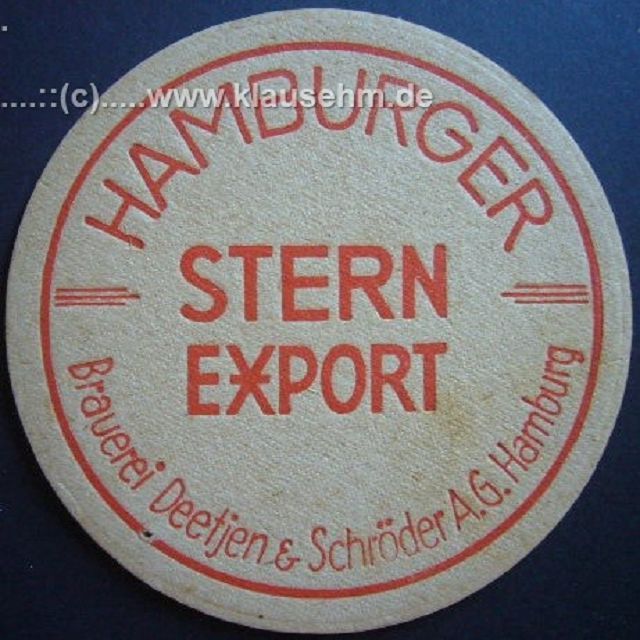 .
.....::(c).....www.klausehm.de
HAMBURGER
STERN
EXPORT
Brauerei Deetjen & Schröder A.G. Hamburg